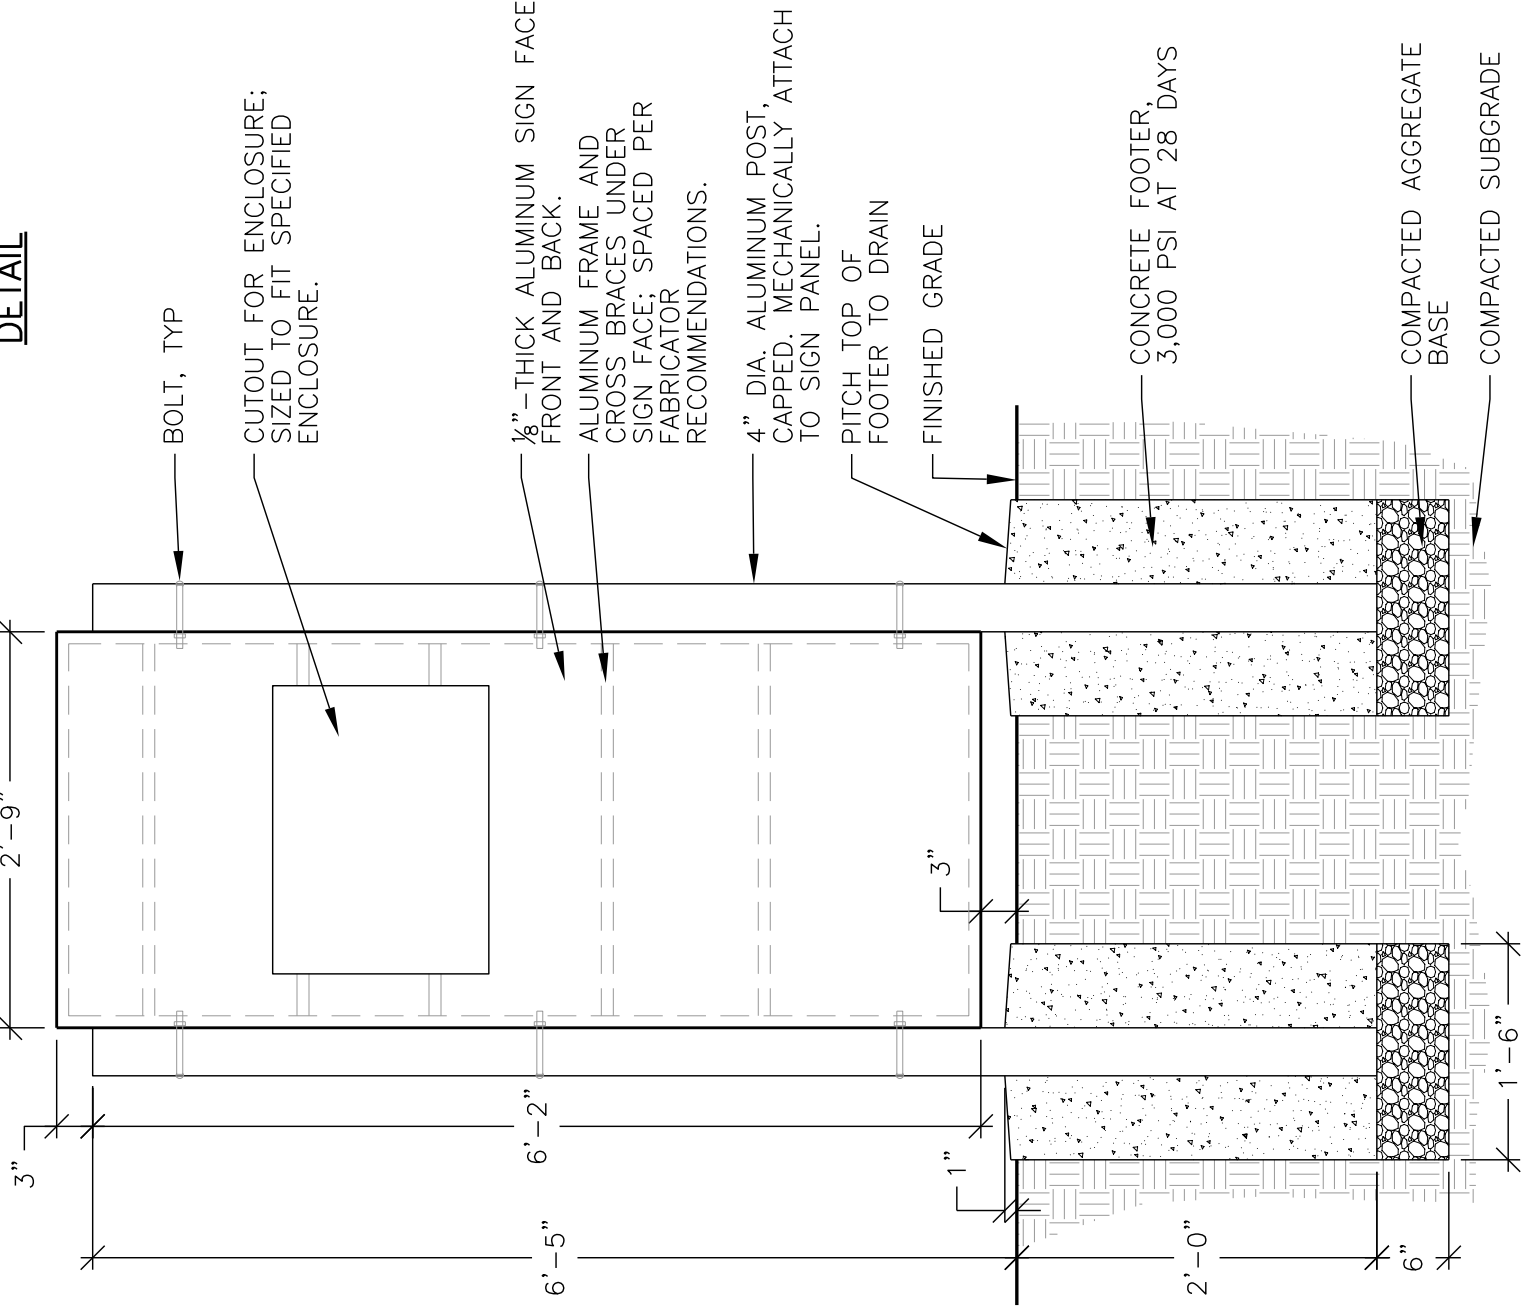 DETAIL
2'-9"
BOLT, TYP
CUTOUT FOR ENCLOSURE;
SIZED TO FIT SPECIFIED
ENCLOSURE.
⅛"-THICK ALUMINUM SIGN FACE
FRONT AND BACK.
ALUMINUM FRAME AND
CROSS BRACES UNDER
SIGN FACE; SPACED PER
FABRICATOR
RECOMMENDATIONS.
4" DIA. ALUMINUM POST,
CAPPED. MECHANICALLY ATTACH
TO SIGN PANEL.
PITCH TOP OF
FOOTER TO DRAIN
FINISHED GRADE
CONCRETE FOOTER,
3,000 PSI AT 28 DAYS
COMPACTED AGGREGATE
BASE
COMPACTED SUBGRADE
3"
6'-2"
3"
1"
6'-5"
2'-0"
6"
1'-6"